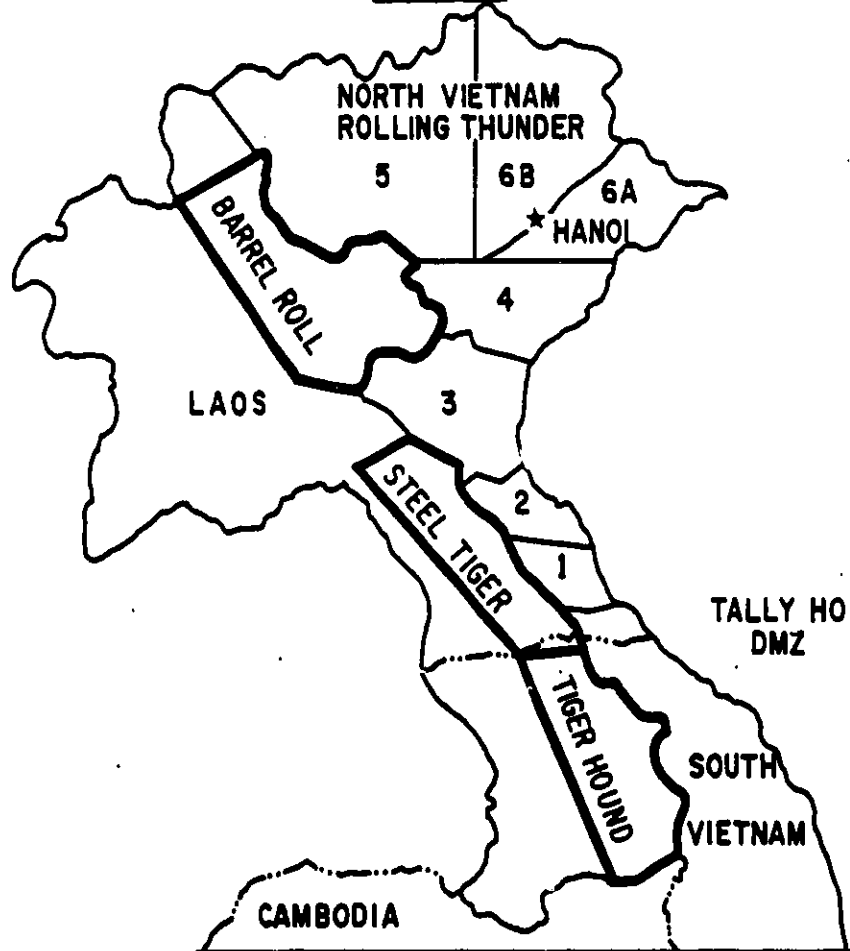 NORTH VIETNAM
ROLLING THUNDER
5
6B
6A
HANOI
BARREL ROLL
4
LAOS
3
STEEL TIGER
2
1
TALLY HO
DMZ
TIGER HOUND
SOUTH
VIETNAM
CAMBODIA